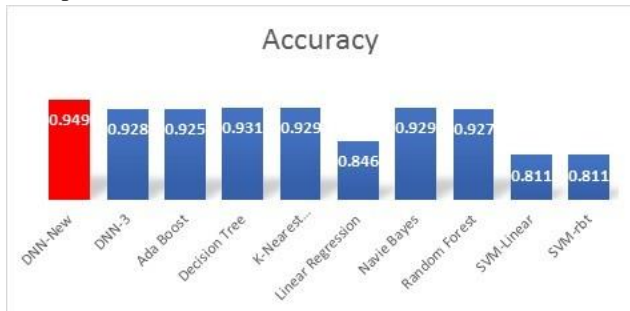 Accuracy
0.949
0.928
0.925
0.931
0.929
0.846
0.929
0.927
0.811
0.811
DNN-New
DNN-3
Ada Boost
Decision Tree
K-Nearest...
Linear Regression
Navie Bayes
Random Forest
SVM-Linear
SVM-rbt